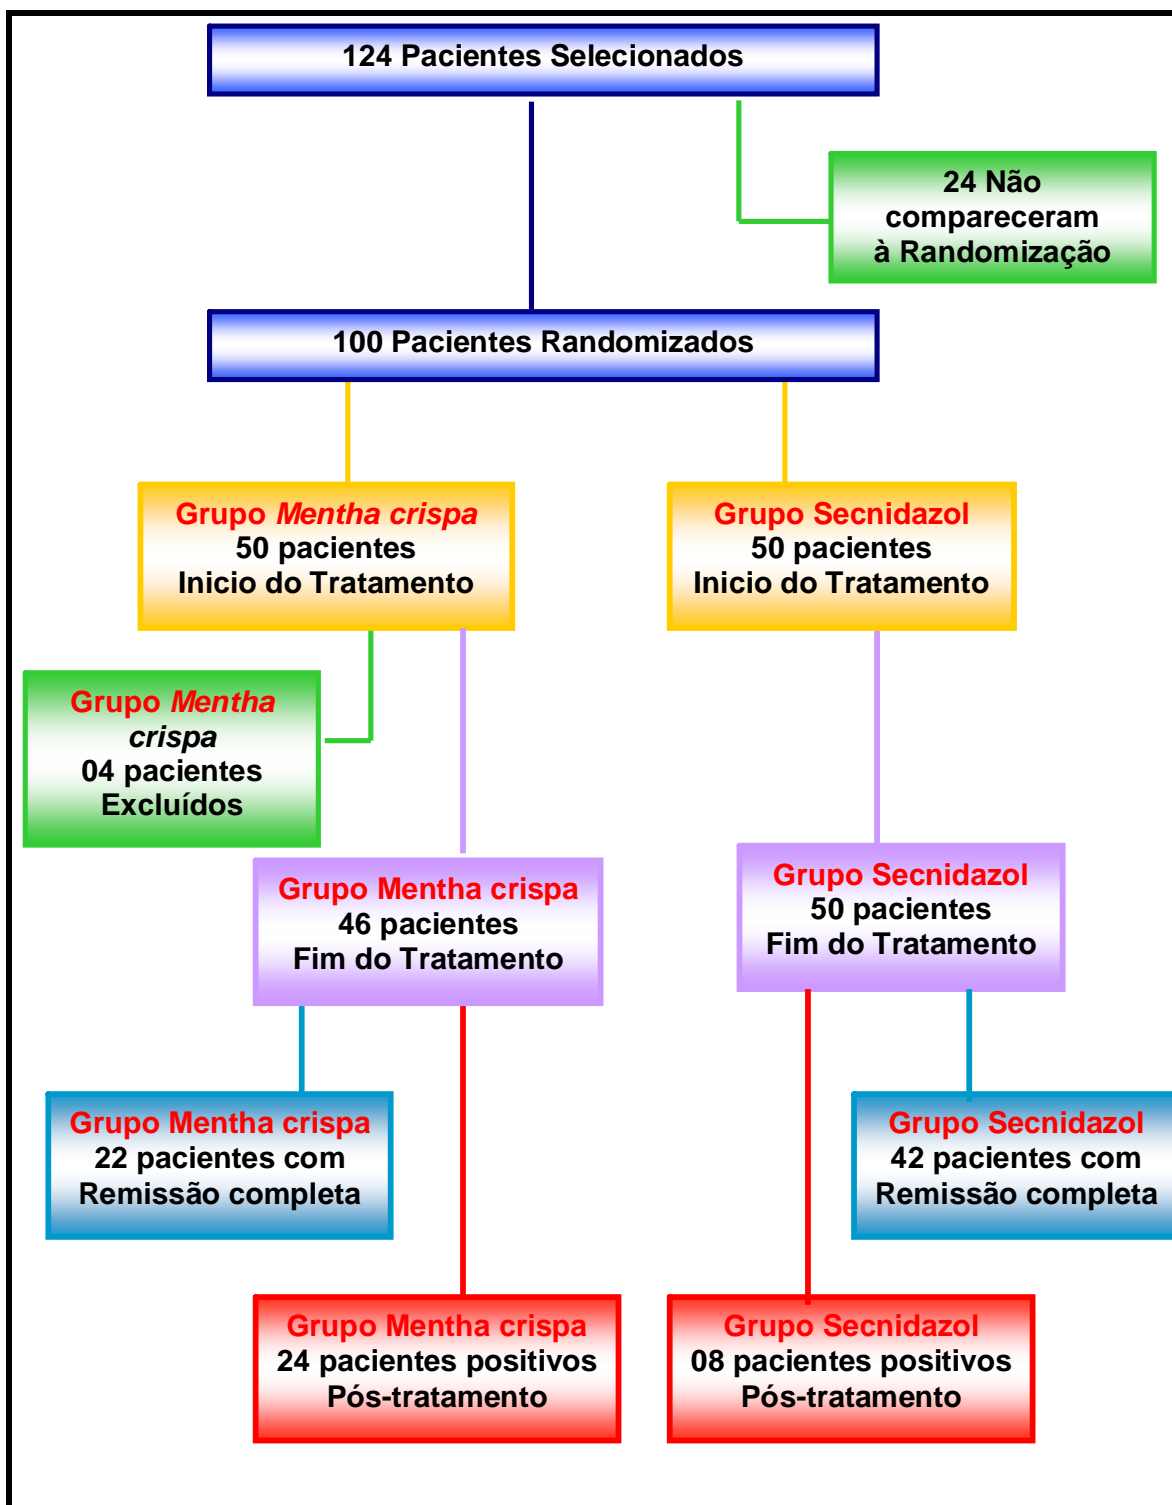 124 Pacientes Selecionados
24 Não
compareceram
à Randomização
100 Pacientes Randomizados
Grupo Mentha crispa
50 pacientes
Inicio do Tratamento
Grupo Secnidazol
50 pacientes
Inicio do Tratamento
Grupo Mentha
crispa
04 pacientes
Excluídos
Grupo Mentha crispa
46 pacientes
Fim do Tratamento
Grupo Secnidazol
50 pacientes
Fim do Tratamento
Grupo Mentha crispa
22 pacientes com
Remissão completa
Grupo Secnidazol
42 pacientes com
Remissão completa
Grupo Mentha crispa
24 pacientes positivos
Pós-tratamento
Grupo Secnidazol
08 pacientes positivos
Pós-tratamento